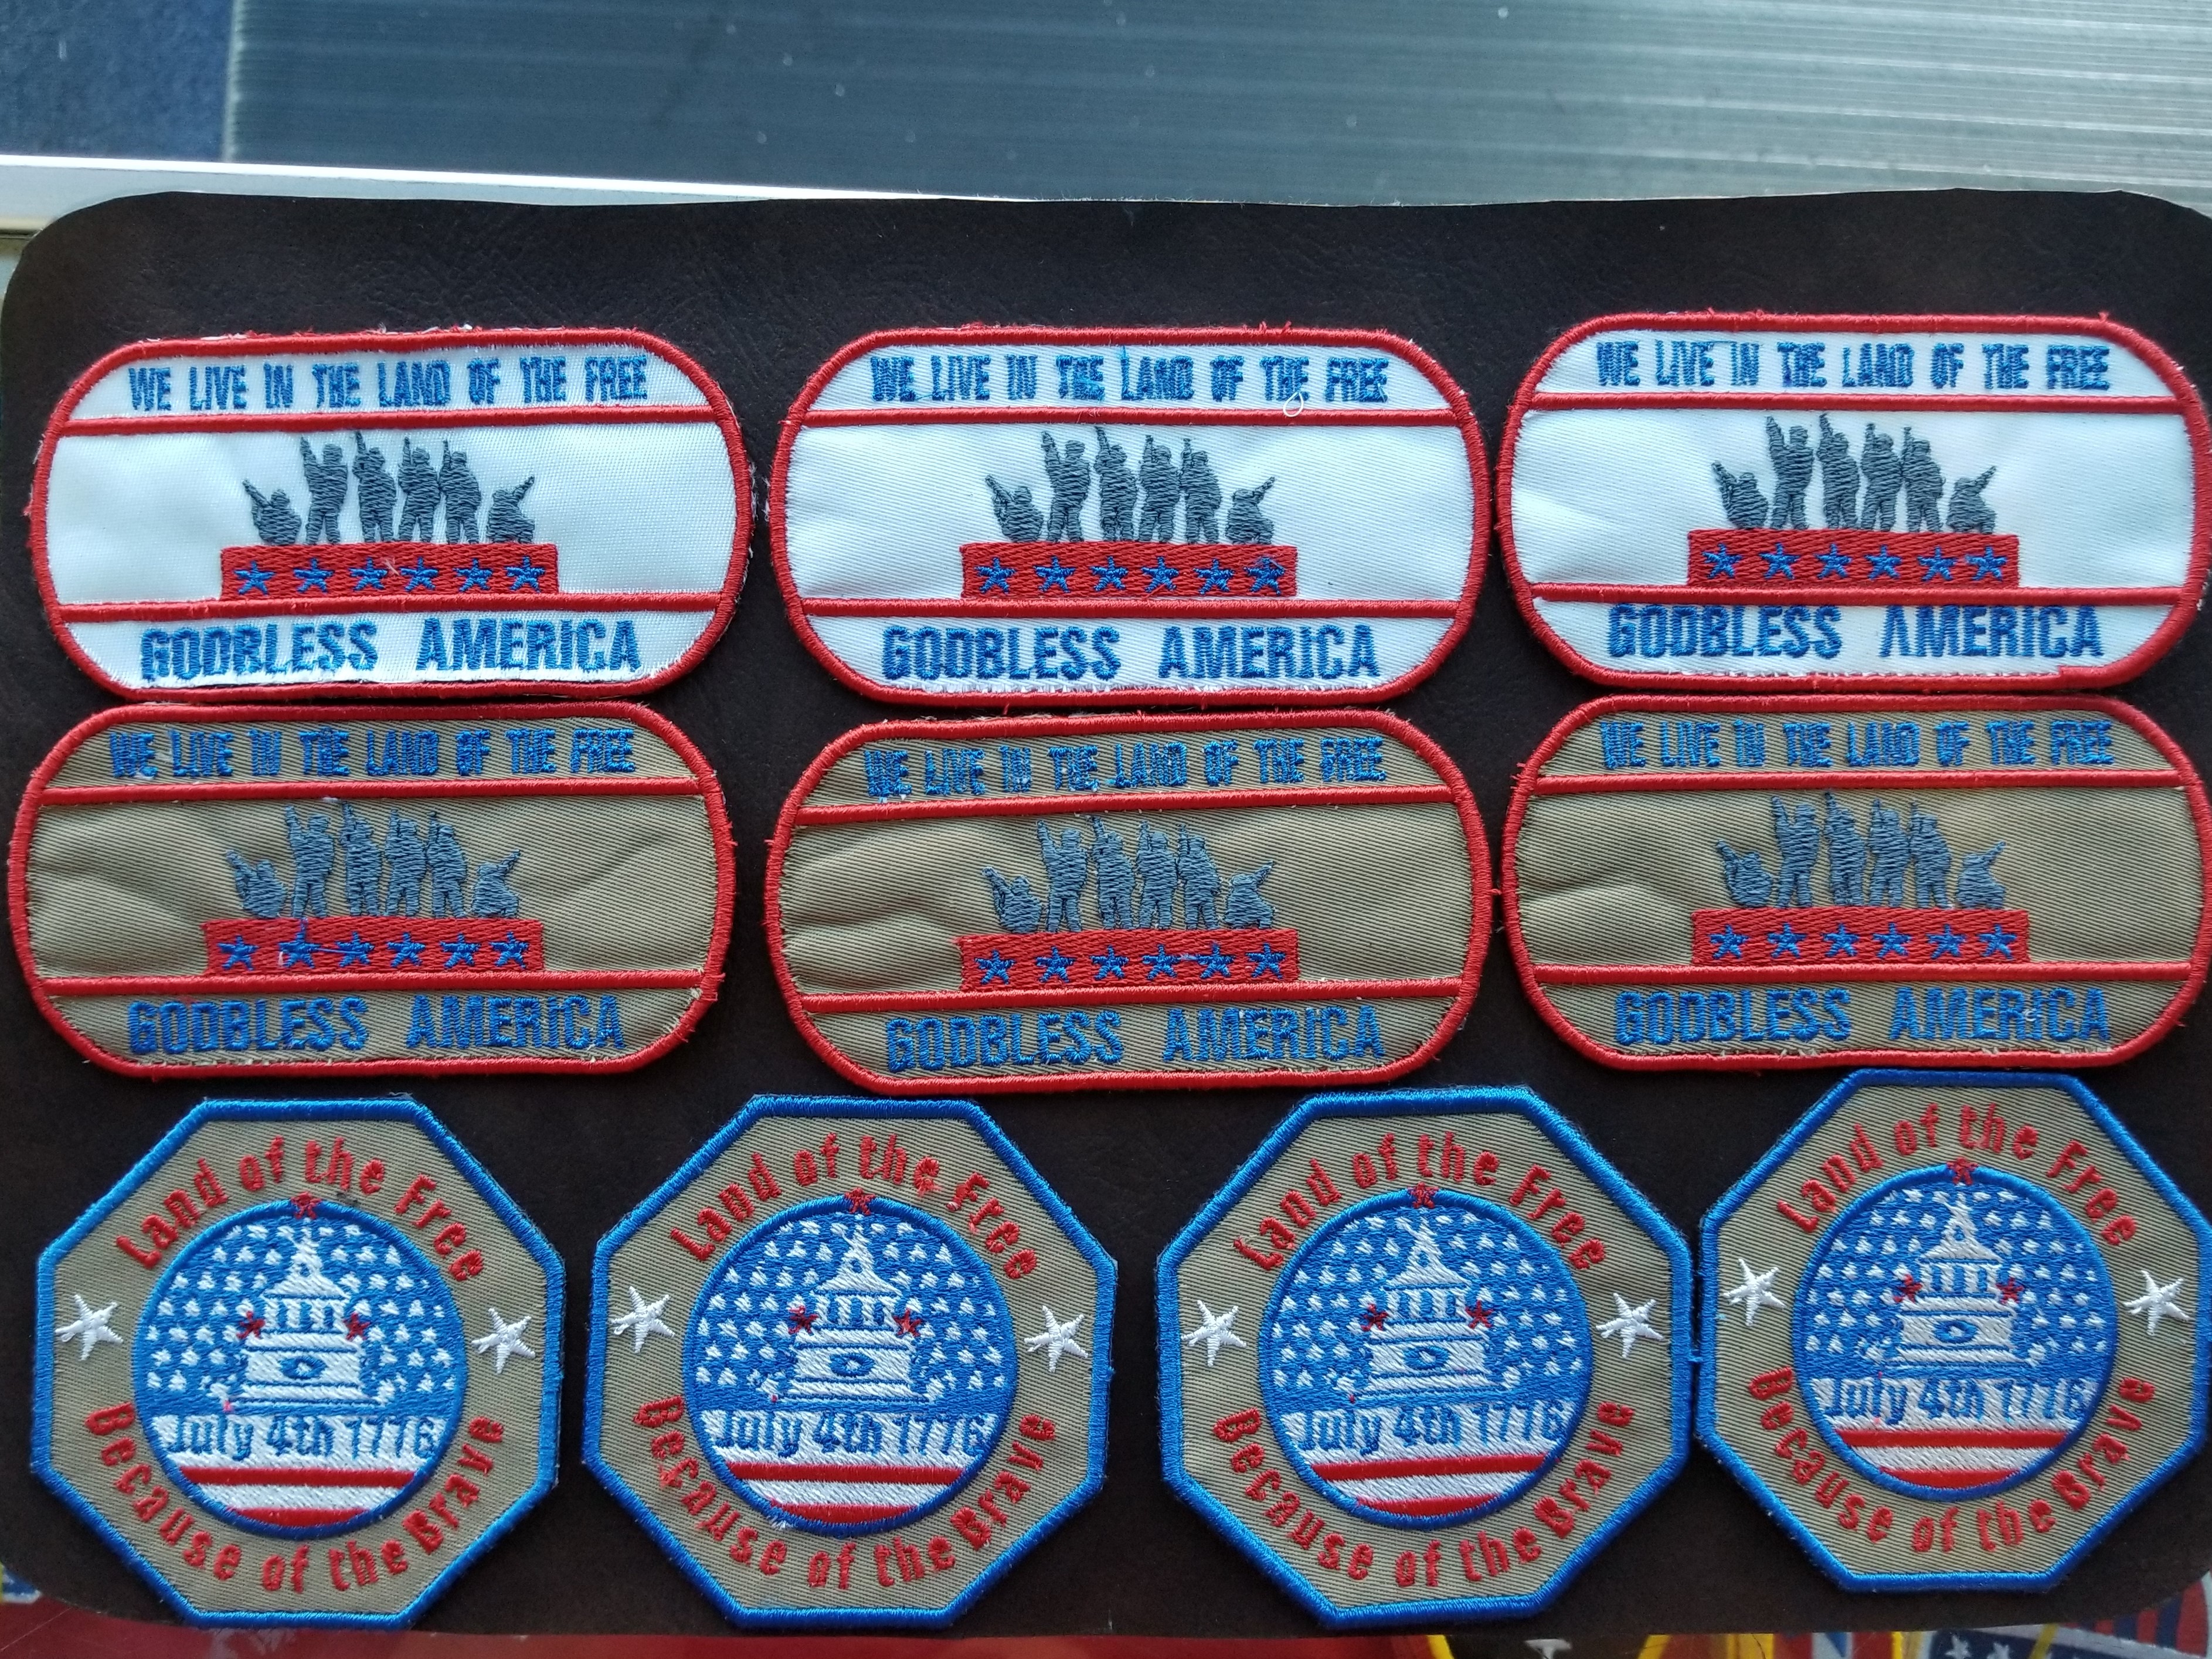 WE LIVE IN THE LAND OF THE FREE
GODBLESS AMERICA
WE LIVE IN THE LAND OF THE FREE
GODBLESS AMERICA
WE LIVE IN THE LAND OF THE FREE
GODBLESS AMERICA
WE LIVE IN THE LAND OF THE FREE
GODBLESS AMERICA
WE LIVE IN THE LAND OF THE FREE
GODBLESS AMERICA
WE LIVE IN THE LAND OF THE FREE
GODBLESS AMERICA
Land of the Free
July 4th 1776
Because of the Brave
Land of the Free
July 4th 1776
Because of the Brave
Land of the Free
July 4th 1776
Because of the Brave
Land of the Free
July 4th 1776
Because of the Brave